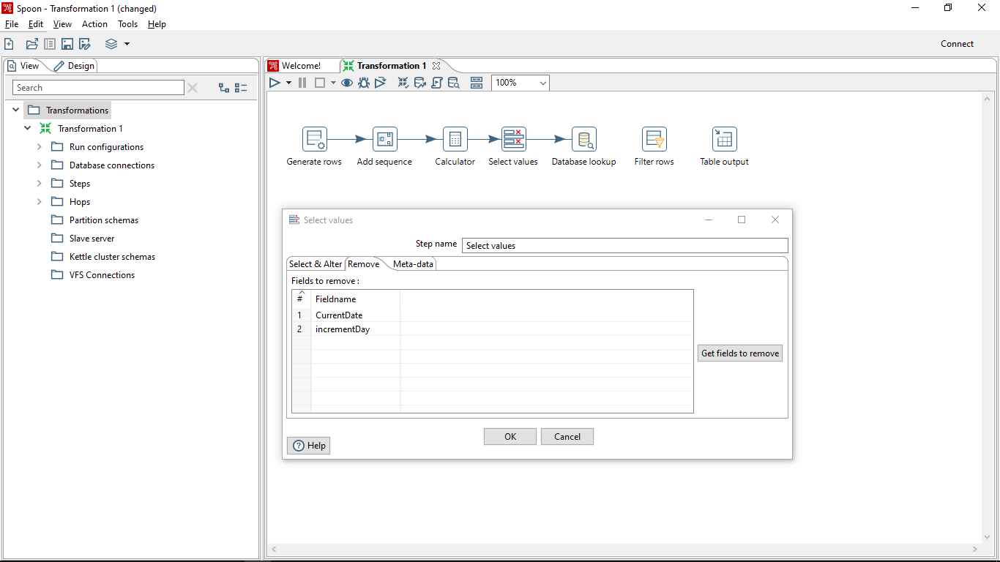 Spoon - Transformation 1 (changed)
File Edit View Action Tools Help
Connect
View Design
Search
Transformations
Transformation 1
Run configurations
Database connections
Steps
Hops
Partition schemas
Slave server
Kettle cluster schemas
VFS Connections
Welcome! Transformation 1
100%
Generate rows Add sequence Calculator Select values Database lookup Filter rows Table output
Select values
Step name Select values
Select & Alter Remove Meta-data
Fields to remove :
# Fieldname
1 CurrentDate
2 incrementDay
Get fields to remove
OK Cancel
Help